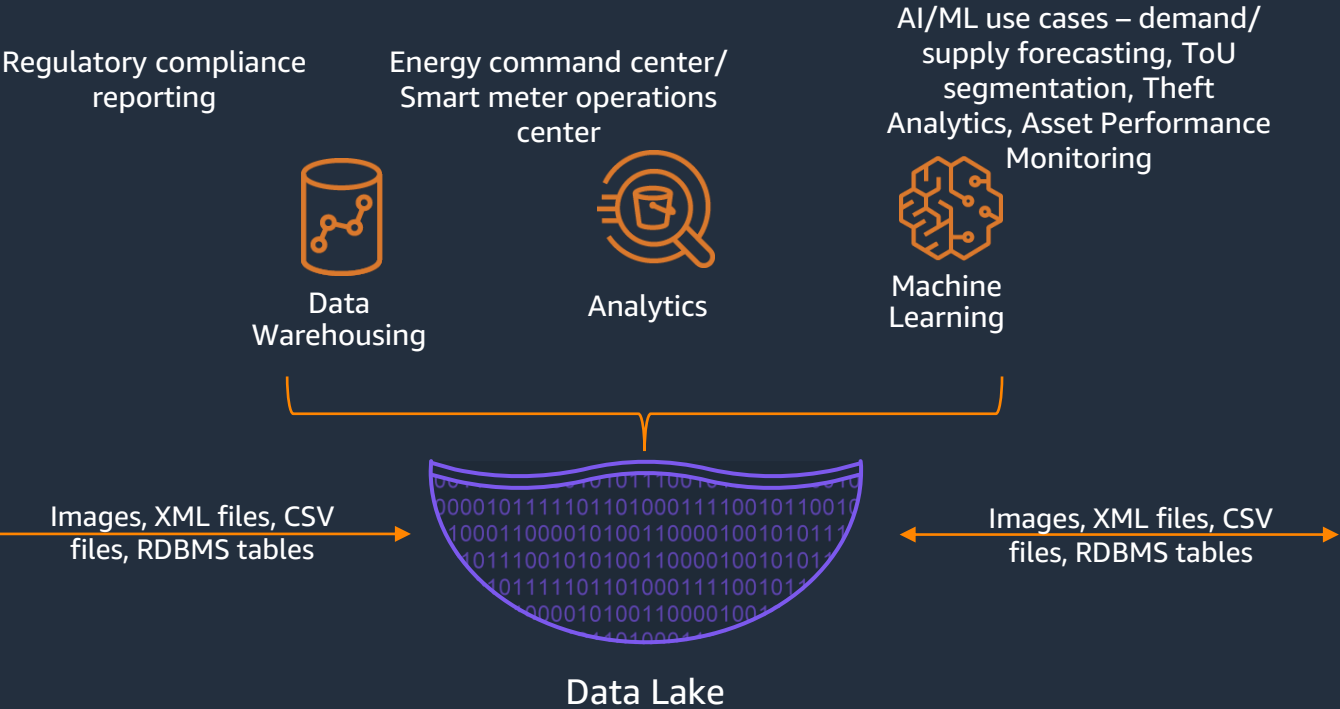 Regulatory compliance
reporting
Energy command center/
Smart meter operations
center
AI/ML use cases – demand/
supply forecasting, ToU
segmentation, Theft
Analytics, Asset Performance
Monitoring
Data
Warehousing
Analytics
Machine
Learning
Images, XML files, CSV
files, RDBMS tables
Images, XML files, CSV
files, RDBMS tables
Data Lake